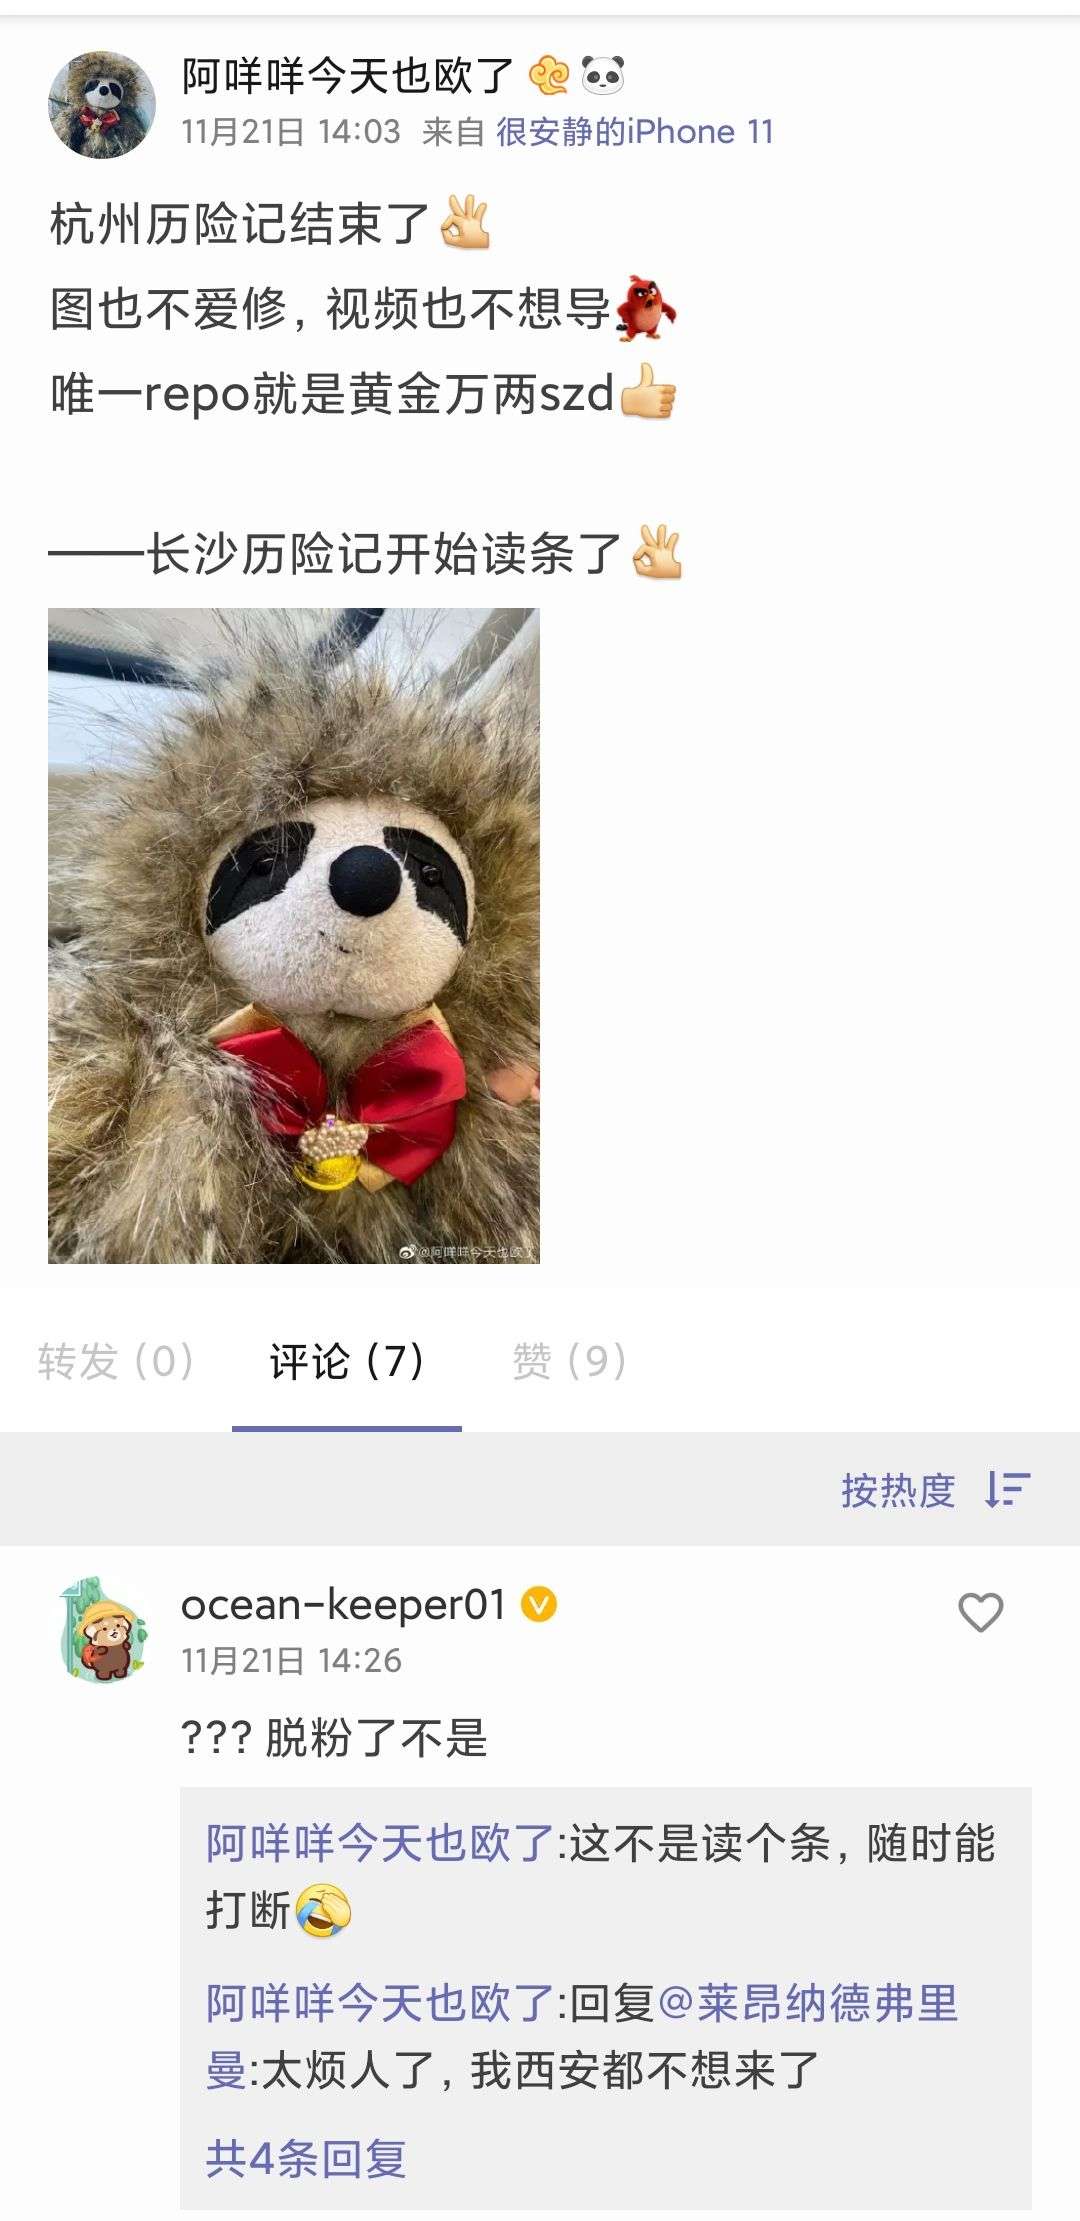 阿咩咩今天也欧了
11月21日 14:03 来自 很安静的iPhone 11
杭州历险记结束了
图也不爱修，视频也不想导
唯一repo就是黄金万两szd
——长沙历险记开始读条了
@阿咩咩今天也欧了
转发 (0) 评论 (7) 赞 (9)
按热度
ocean-keeper01
11月21日 14:26
??? 脱粉了不是
阿咩咩今天也欧了:这不是读个条，随时能
打断
阿咩咩今天也欧了:回复@莱昂纳德弗里
曼:太烦人了，我西安都不想来了
共4条回复